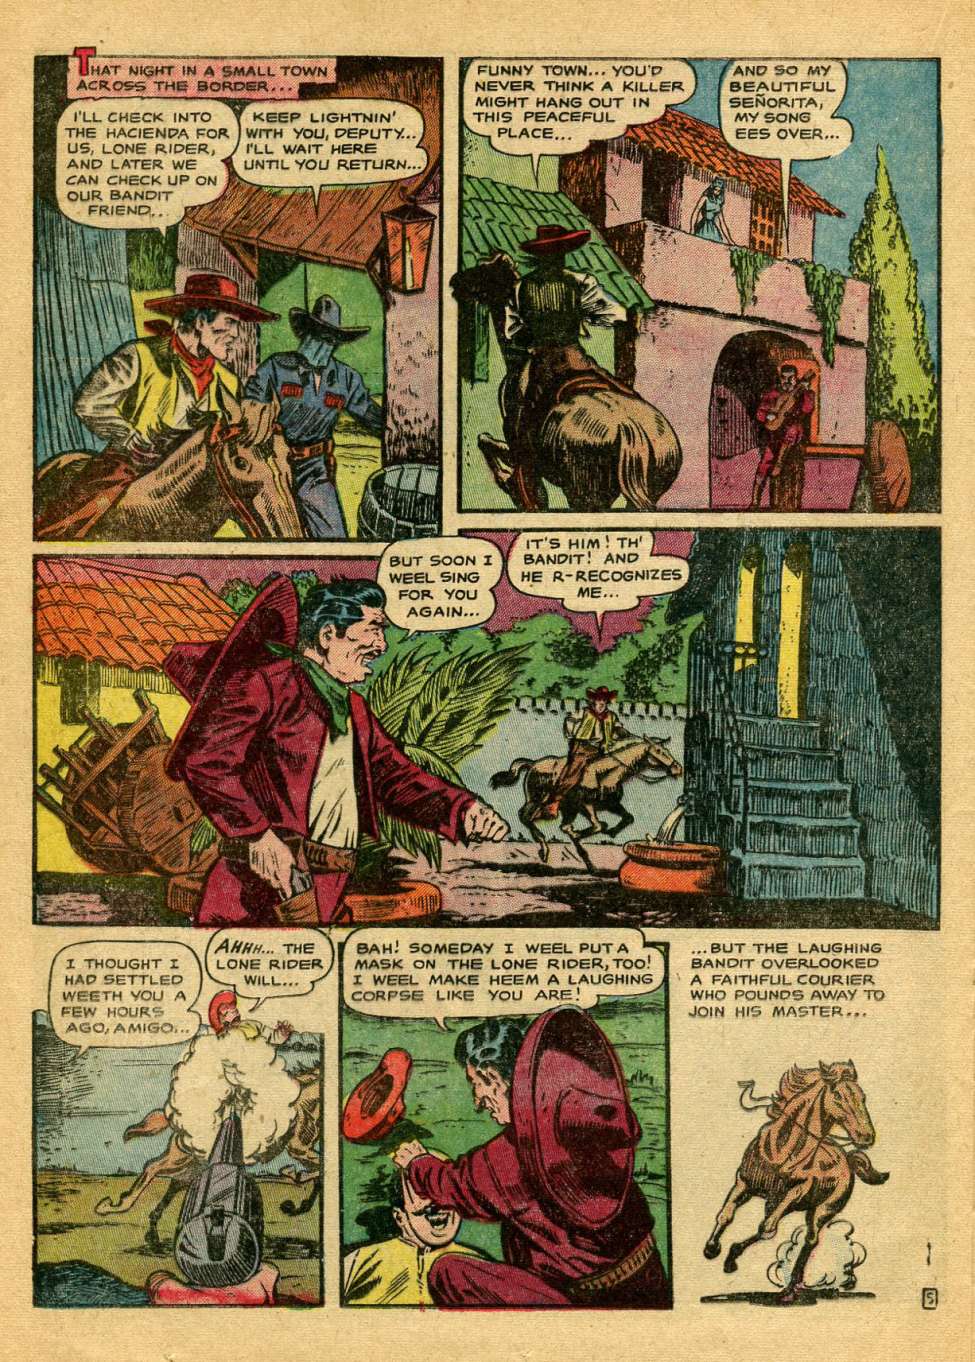 THAT NIGHT IN A SMALL TOWN
ACROSS THE BORDER...
I'LL CHECK INTO
THE HACIENDA FOR
US, LONE RIDER,
AND LATER WE
CAN CHECK UP ON
OUR BANDIT
FRIEND..
KEEP LIGHTNIN'
WITH YOU, DEPUTY...
I'LL WAIT HERE
UNTIL YOU RETURN...
FUNNY TOWN... YOU'D
NEVER THINK A KILLER
MIGHT HANG OUT IN
THIS PEACEFUL
PLACE...
AND SO MY
BEAUTIFUL
SEÑORITA,
MY SONG
EES OVER...
BUT SOON I
WEEL SING
FOR YOU
AGAIN...
IT'S HIM! TH'
BANDIT! AND
HE R-RECOGNIZES
ME...
I THOUGHT I
HAD SETTLED
WEETH YOU A
FEW HOURS
AGO, AMIGO...
AHHH... THE
LONE RIDER
WILL...
BAH! SOMEDAY I WEEL PUT A
MASK ON THE LONE RIDER, TOO!
I WEEL MAKE HEEM A LAUGHING
CORPSE LIKE YOU ARE!
...BUT THE LAUGHING
BANDIT OVERLOOKED
A FAITHFUL COURIER
WHO POUNDS AWAY TO
JOIN HIS MASTER...
5